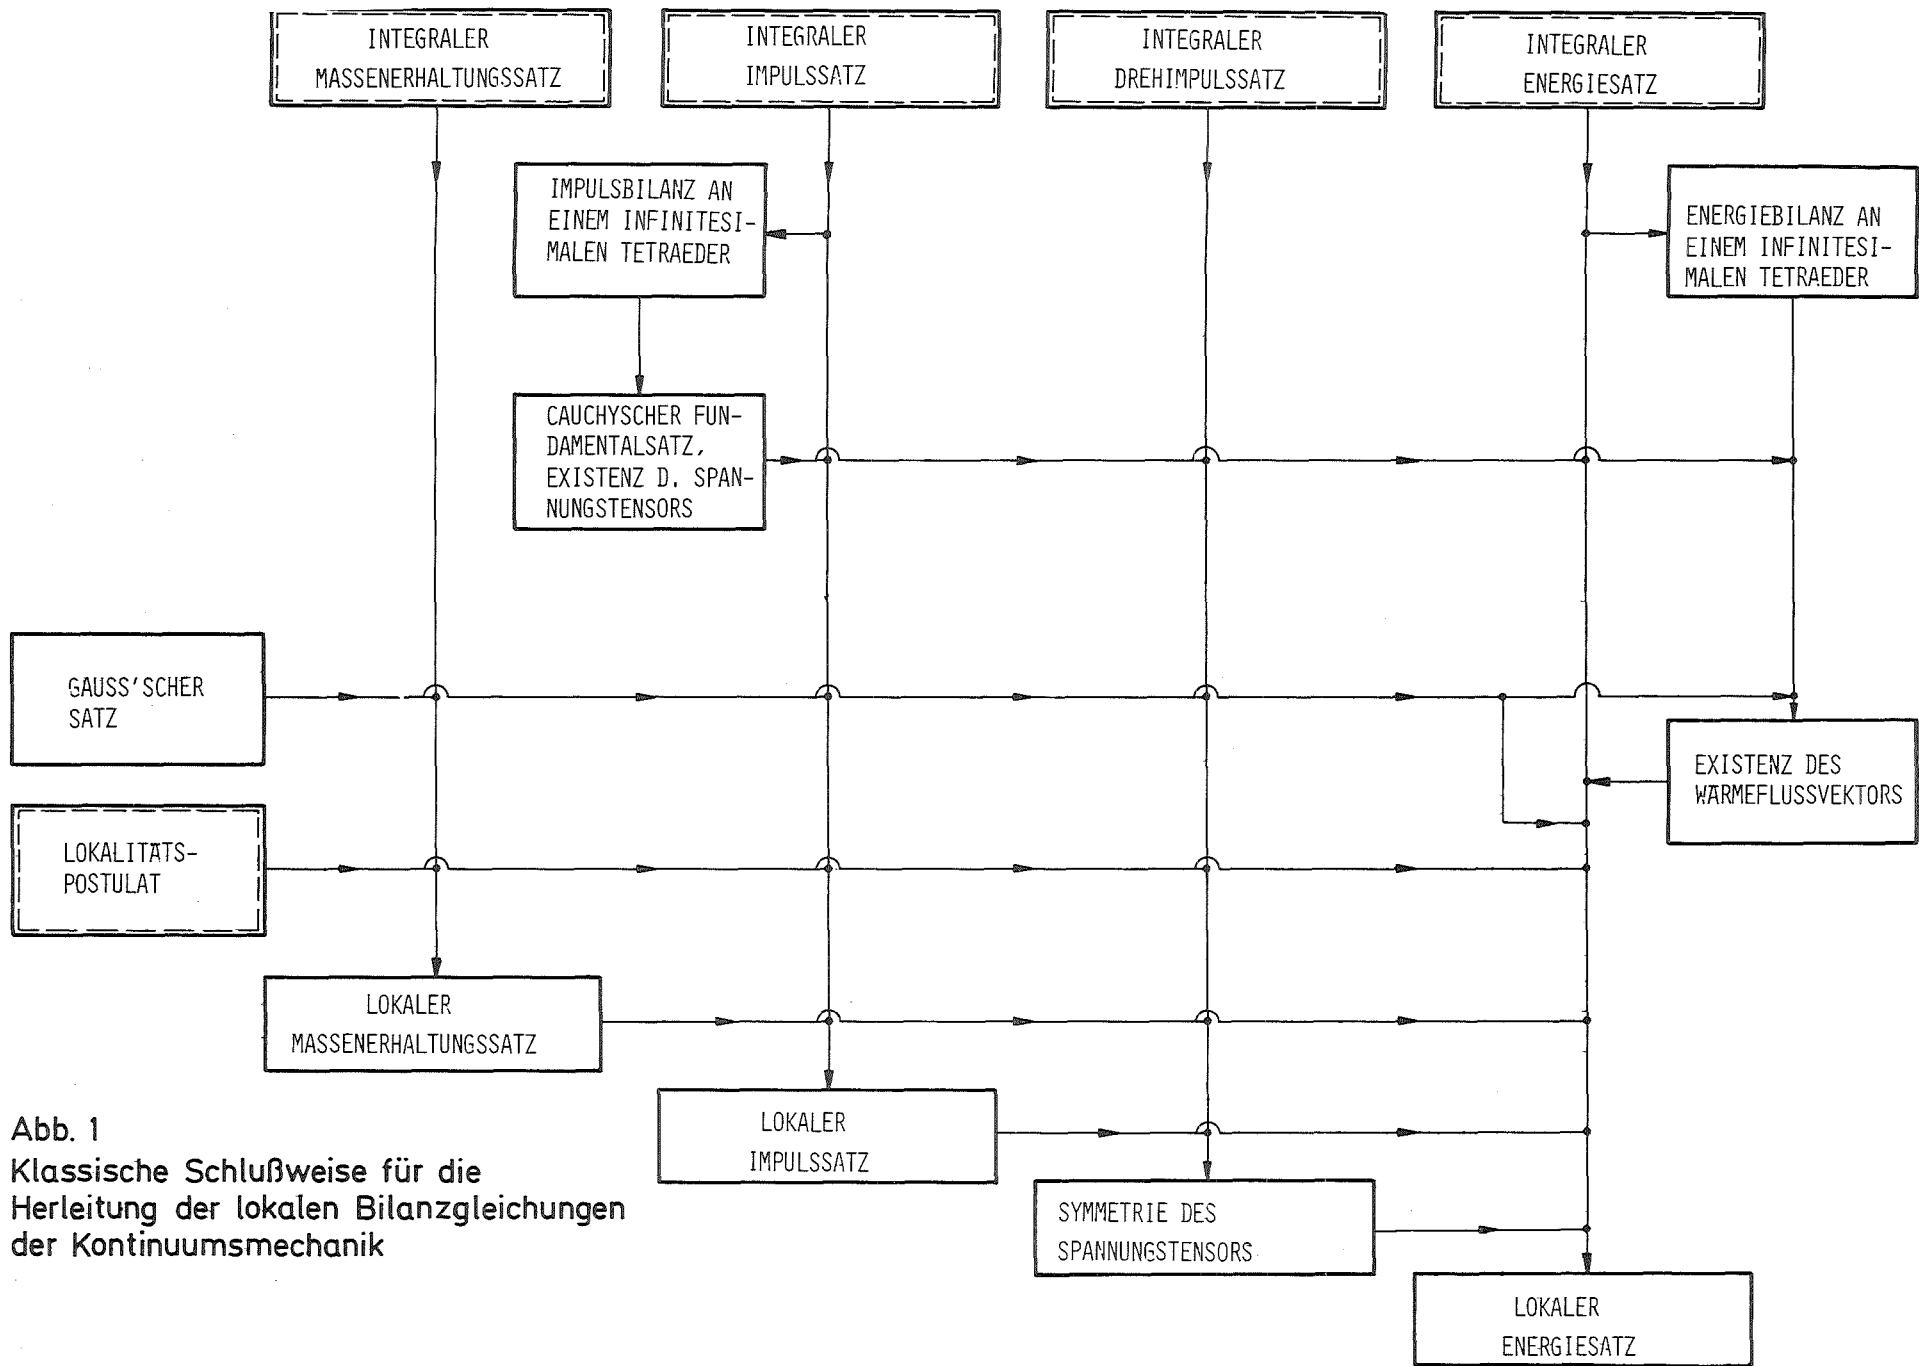 INTEGRALER
MASSENERHALTUNGSSATZ
INTEGRALER
IMPULSSATZ
INTEGRALER
DREHIMPULSSATZ
INTEGRALER
ENERGIESATZ
IMPULSBILANZ AN
EINEM INFINITESI-
MALEN TETRAEDER
ENERGIEBILANZ AN
EINEM INFINITESI-
MALEN TETRAEDER
CAUCHYSCHER FUN-
DAMENTALSATZ,
EXISTENZ D. SPAN-
NUNGSTENSORS
GAUSS'SCHER
SATZ
EXISTENZ DES
WÄRMEFLUSSVEKTORS
LOKALITÄTS-
POSTULAT
LOKALER
MASSENERHALTUNGSSATZ
LOKALER
IMPULSSATZ
SYMMETRIE DES
SPANNUNGSTENSORS
LOKALER
ENERGIESATZ
Abb. 1
Klassische Schlußweise für die
Herleitung der lokalen Bilanzgleichungen
der Kontinuumsmechanik